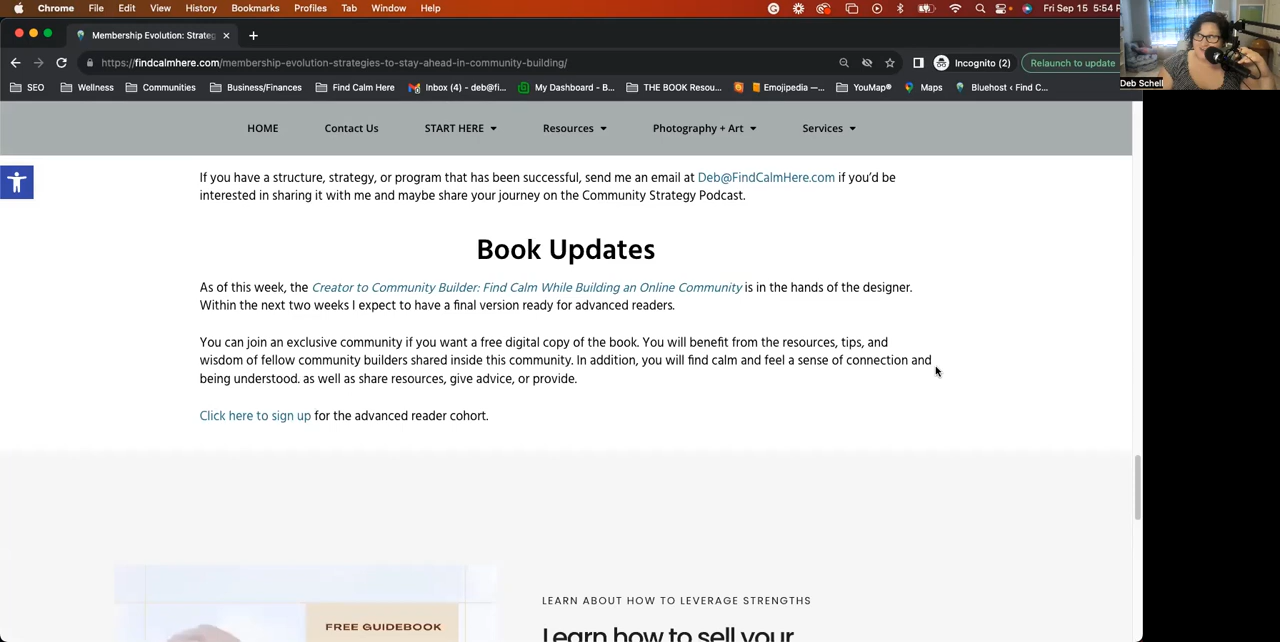 Chrome File Edit View History Bookmarks Profiles Tab Window Help Fri Sep 15 5:54
Membership Evolution: Strateg
https://findcalmhere.com/membership-evolution-strategies-to-stay-ahead-in-community-building/ Incognito (2) Relaunch to update
SEO Wellness Communities Business/Finances Find Calm Here Inbox (4) - deb@fi... My Dashboard - B... THE BOOK Resou... Emojipedia —... YouMap® Maps Bluehost ‹ Find C...
Deb Schell
HOME Contact Us START HERE Resources Photography + Art Services
If you have a structure, strategy, or program that has been successful, send me an email at Deb@FindCalmHere.com if you'd be
interested in sharing it with me and maybe share your journey on the Community Strategy Podcast.
Book Updates
As of this week, the Creator to Community Builder: Find Calm While Building an Online Community is in the hands of the designer.
Within the next two weeks I expect to have a final version ready for advanced readers.
You can join an exclusive community if you want a free digital copy of the book. You will benefit from the resources, tips, and
wisdom of fellow community builders shared inside this community. In addition, you will find calm and feel a sense of connection and
being understood. as well as share resources, give advice, or provide.
Click here to sign up for the advanced reader cohort.
LEARN ABOUT HOW TO LEVERAGE STRENGTHS
FREE GUIDEBOOK
Learn how to sell your